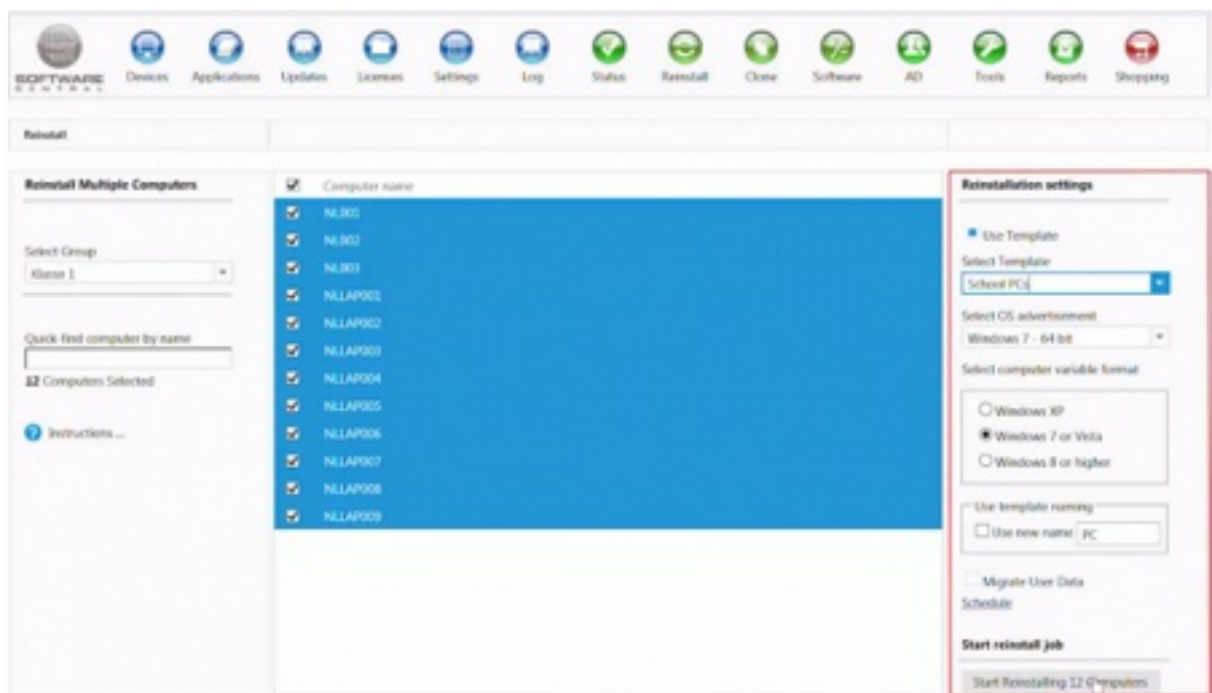 SOFTWARE
CENTRAL
Devices Applications Updates Licenses Settings Log Status Reinstall Clone Software AD Tools Reports Shopping
Reinstall
Reinstall Multiple Computers
Select Group
Klasse 1
Quick find computer by name
12 Computers Selected
Instructions ...
Computer name
NL001
NL002
NL003
NLLAP001
NLLAP002
NLLAP003
NLLAP004
NLLAP005
NLLAP006
NLLAP007
NLLAP008
NLLAP009
Reinstallation settings
Use Template
Select Template
School PCs
Select OS advertisement
Windows 7 - 64 bit
Select computer variable format
Windows XP
Windows 7 or Vista
Windows 8 or higher
Use template naming
Use new name PC
Migrate User Data
Schedule
Start reinstall job
Start Reinstalling 12 Computers